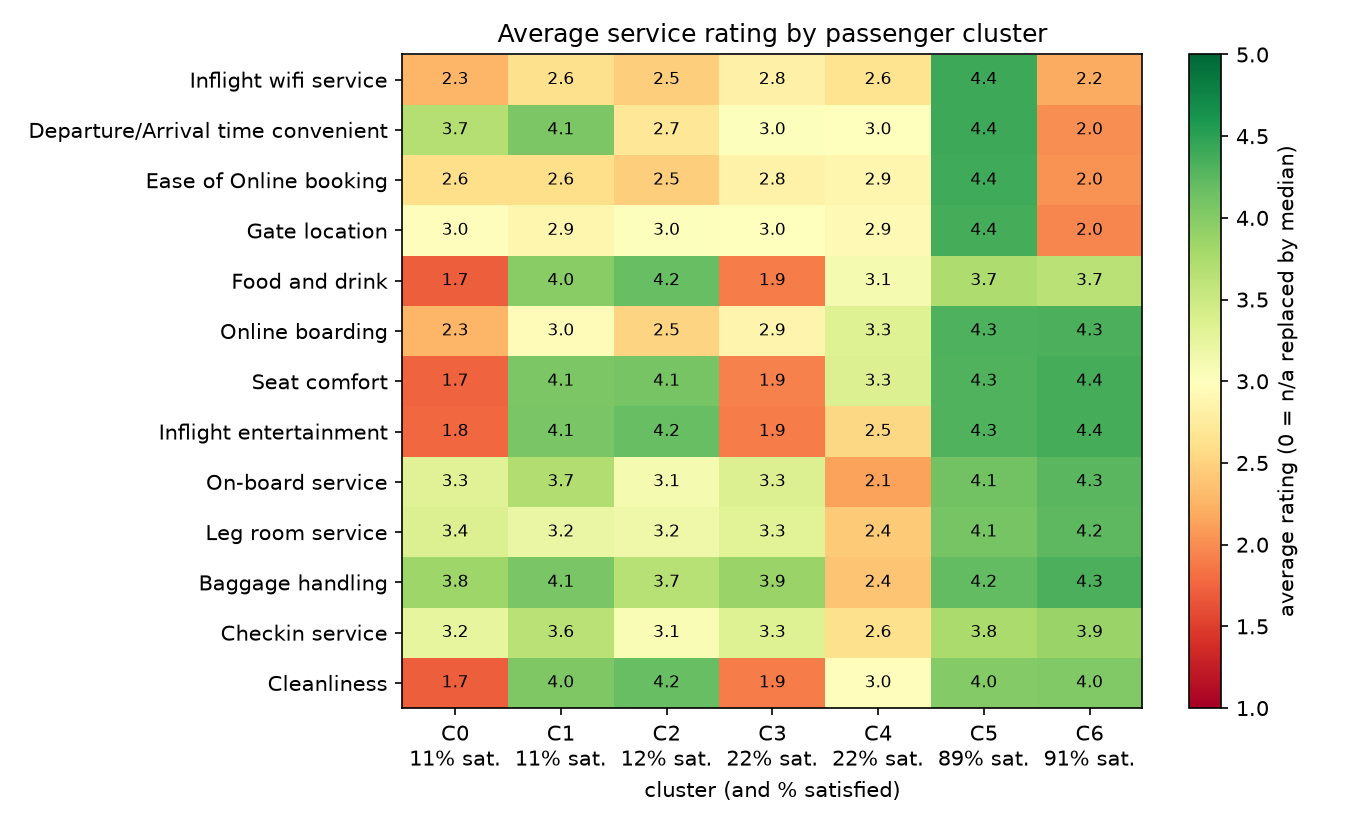 Average service rating by passenger cluster
Inflight wifi service 2.3 2.6 2.5 2.8 2.6 4.4 2.2
Departure/Arrival time convenient 3.7 4.1 2.7 3.0 3.0 4.4 2.0
Ease of Online booking 2.6 2.6 2.5 2.8 2.9 4.4 2.0
Gate location 3.0 2.9 3.0 3.0 2.9 4.4 2.0
Food and drink 1.7 4.0 4.2 1.9 3.1 3.7 3.7
Online boarding 2.3 3.0 2.5 2.9 3.3 4.3 4.3
Seat comfort 1.7 4.1 4.1 1.9 3.3 4.3 4.4
Inflight entertainment 1.8 4.1 4.2 1.9 2.5 4.3 4.4
On-board service 3.3 3.7 3.1 3.3 2.1 4.1 4.3
Leg room service 3.4 3.2 3.2 3.3 2.4 4.1 4.2
Baggage handling 3.8 4.1 3.7 3.9 2.4 4.2 4.3
Checkin service 3.2 3.6 3.1 3.3 2.6 3.8 3.9
Cleanliness 1.7 4.0 4.2 1.9 3.0 4.0 4.0
C0 C1 C2 C3 C4 C5 C6
11% sat. 11% sat. 12% sat. 22% sat. 22% sat. 89% sat. 91% sat.
cluster (and % satisfied)
5.0
4.5
4.0
3.5
3.0
2.5
2.0
1.5
1.0
average rating (0 = n/a replaced by median)